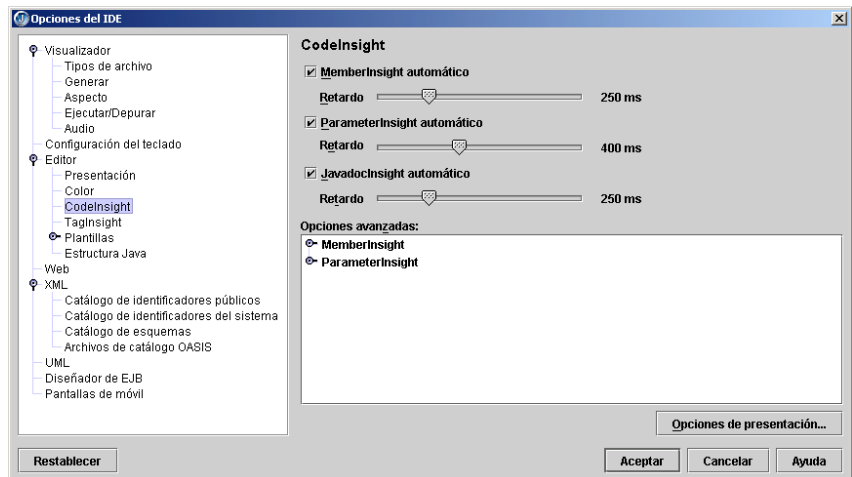 Opciones del IDE
Visualizador
Tipos de archivo
Generar
Aspecto
Ejecutar/Depurar
Audio
Configuración del teclado
Editor
Presentación
Color
CodeInsight
TagInsight
Plantillas
Estructura Java
Web
XML
Catálogo de identificadores públicos
Catálogo de identificadores del sistema
Catálogo de esquemas
Archivos de catálogo OASIS
UML
Diseñador de EJB
Pantallas de móvil
CodeInsight
MemberInsight automático
Retardo 250 ms
ParameterInsight automático
Retardo 400 ms
JavadocInsight automático
Retardo 250 ms
Opciones avanzadas:
MemberInsight
ParameterInsight
Opciones de presentación...
Restablecer Aceptar Cancelar Ayuda